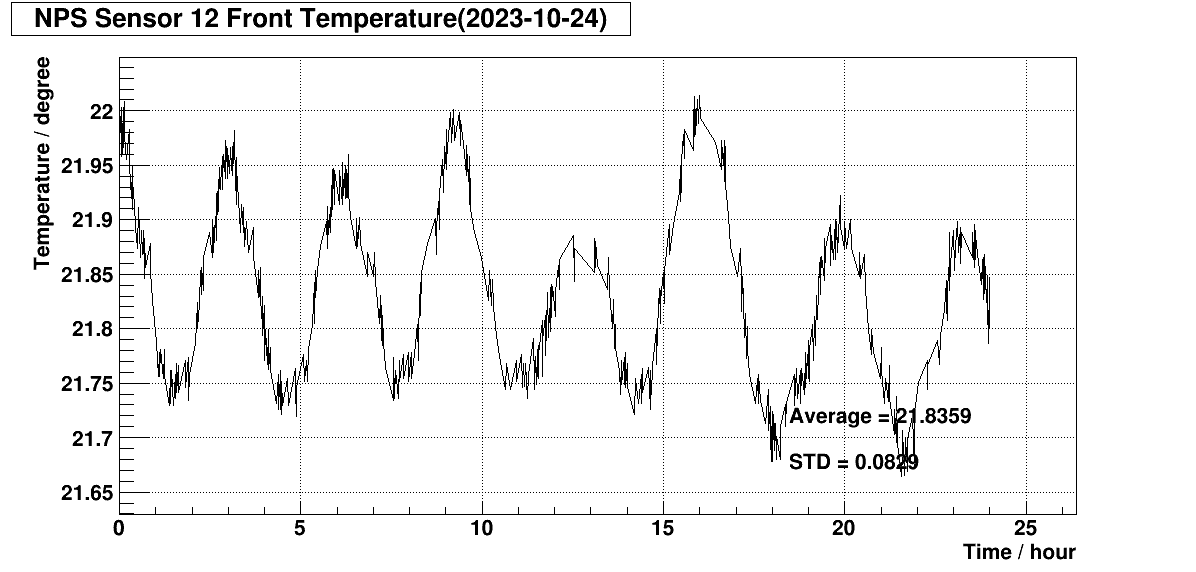 NPS Sensor 12 Front Temperature(2023-10-24)
Temperature / degree
22
21.95
21.9
21.85
21.8
21.75
21.7
21.65
Average = 21.8359
STD = 0.0829
0 5 10 15 20 25
Time / hour